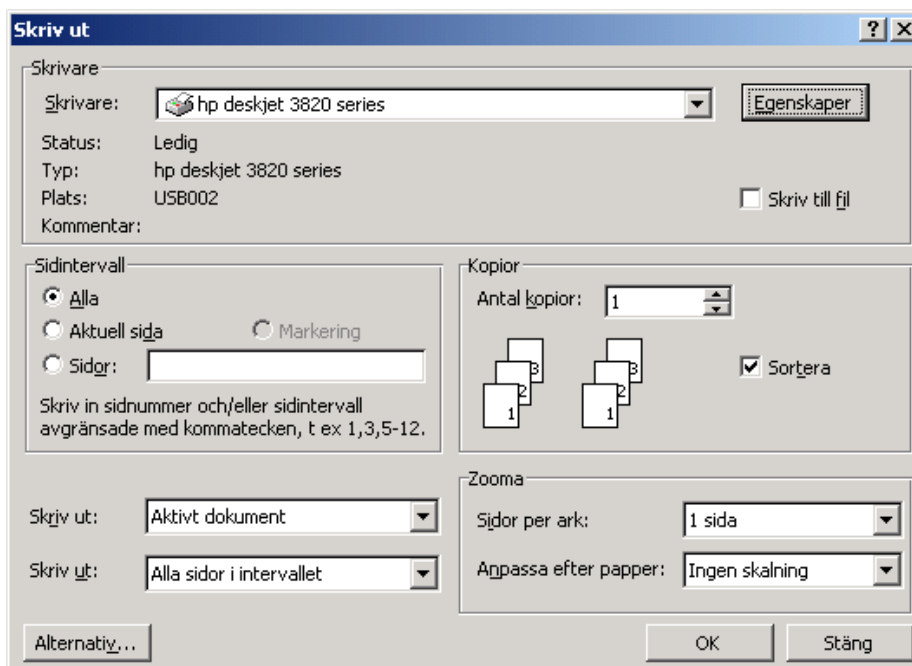 Skriv ut
Skrivare
Skrivare: hp deskjet 3820 series Egenskaper
Status: Ledig
Typ: hp deskjet 3820 series
Plats: USB002 Skriv till fil
Kommentar:
Sidintervall
Alla
Aktuell sida Markering
Sidor:
Skriv in sidnummer och/eller sidintervall
avgränsade med kommatecken, t ex 1,3,5-12.
Kopior
Antal kopior: 1
3 3
2 2
1 1
Sortera
Skriv ut: Aktivt dokument
Skriv ut: Alla sidor i intervallet
Zooma
Sidor per ark: 1 sida
Anpassa efter papper: Ingen skalning
Alternativ... OK Stäng